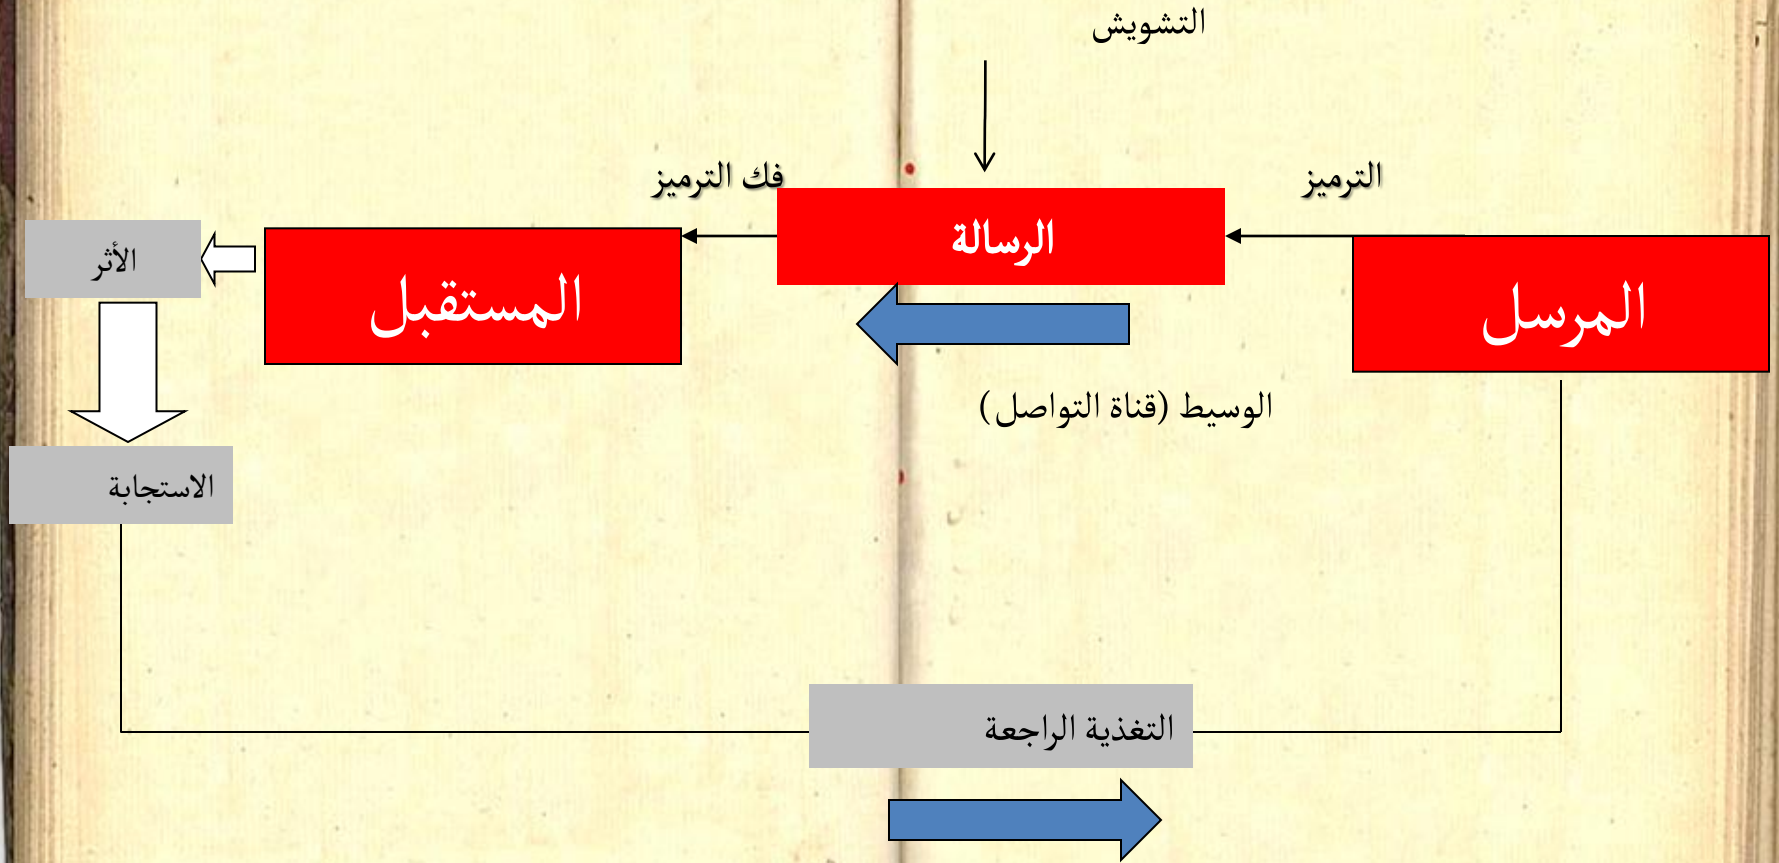 التشويش
الترميز
فك الترميز
الرسالة
المرسل
المستقبل
الأثر
الوسيط (قناة التواصل)
الاستجابة
التغذية الراجعة